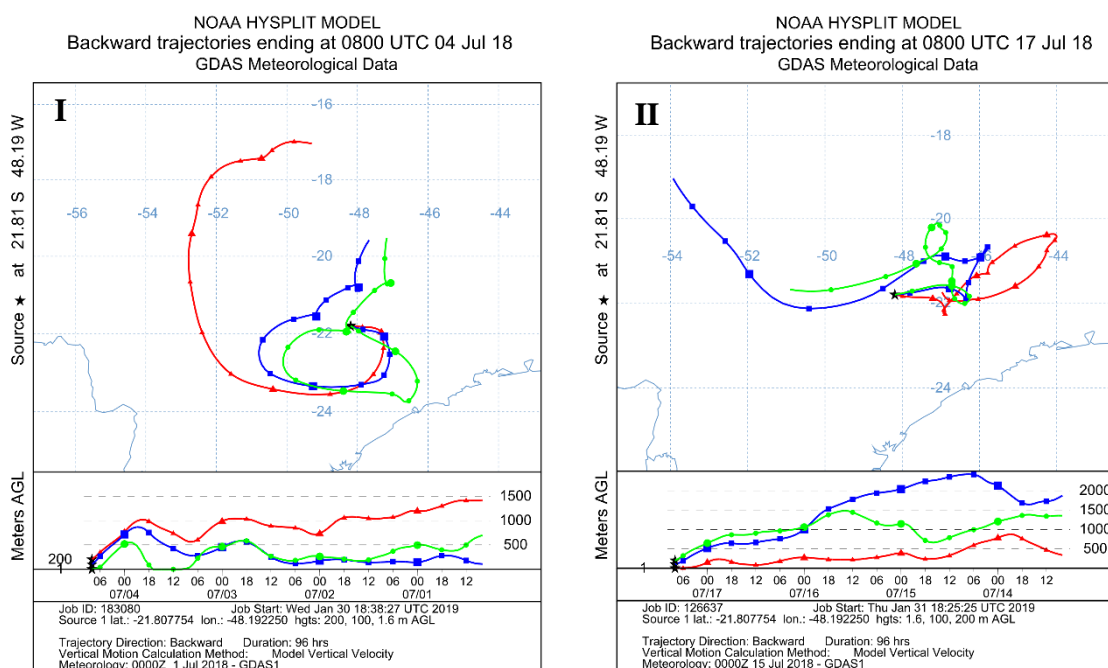 NOAA HYSPLIT MODEL
Backward trajectories ending at 0800 UTC 04 Jul 18
GDAS Meteorological Data
I
Source ★ at 21.81 S 48.19 W
-16
-18
-56 -54 -52 -50 -48 -46 -44
-20
-22
-24
Meters AGL
1500
1000
500
200
1
06 00 18 12 06 00 18 12 06 00 18 12 06 00 18 12
07/04 07/03 07/02 07/01
Job ID: 183080 Job Start: Wed Jan 30 18:38:27 UTC 2019
Source 1 lat.: -21.807754 lon.: -48.192250 hgts: 200, 100, 1.6 m AGL
Trajectory Direction: Backward Duration: 96 hrs
Vertical Motion Calculation Method: Model Vertical Velocity
Meteorology: 0000Z 1 Jul 2018 - GDAS1
NOAA HYSPLIT MODEL
Backward trajectories ending at 0800 UTC 17 Jul 18
GDAS Meteorological Data
II
Source ★ at 21.81 S 48.19 W
-18
-20
-54 -52 -50 -48 -46 -44
-22
-24
Meters AGL
2000
1500
1000
500
1
06 00 18 12 06 00 18 12 06 00 18 12 06 00 18 12
07/17 07/16 07/15 07/14
Job ID: 126637 Job Start: Thu Jan 31 18:25:25 UTC 2019
Source 1 lat.: -21.807754 lon.: -48.192250 hgts: 1.6, 100, 200 m AGL
Trajectory Direction: Backward Duration: 96 hrs
Vertical Motion Calculation Method: Model Vertical Velocity
Meteorology: 0000Z 15 Jul 2018 - GDAS1